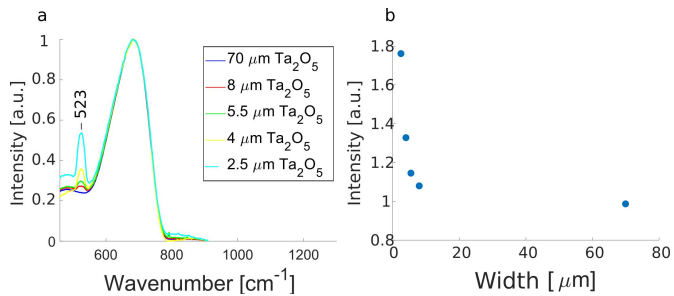 a
Intensity [a.u.]
1
0.8
0.6
0.4
0.2
0
523
70 μm Ta2O5
8 μm Ta2O5
5.5 μm Ta2O5
4 μm Ta2O5
2.5 μm Ta2O5
600 800 1000 1200
Wavenumber [cm-1]
b
Intensity [a.u.]
1.8
1.6
1.4
1.2
1
0.8
0 20 40 60 80
Width [ μm]